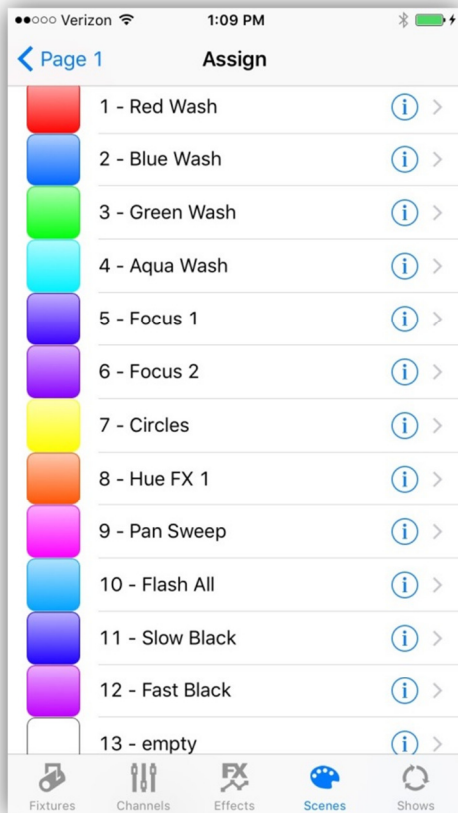 Verizon 1:09 PM
Page 1 Assign
1 - Red Wash
2 - Blue Wash
3 - Green Wash
4 - Aqua Wash
5 - Focus 1
6 - Focus 2
7 - Circles
8 - Hue FX 1
9 - Pan Sweep
10 - Flash All
11 - Slow Black
12 - Fast Black
13 - empty
FX
Fixtures Channels Effects Scenes Shows